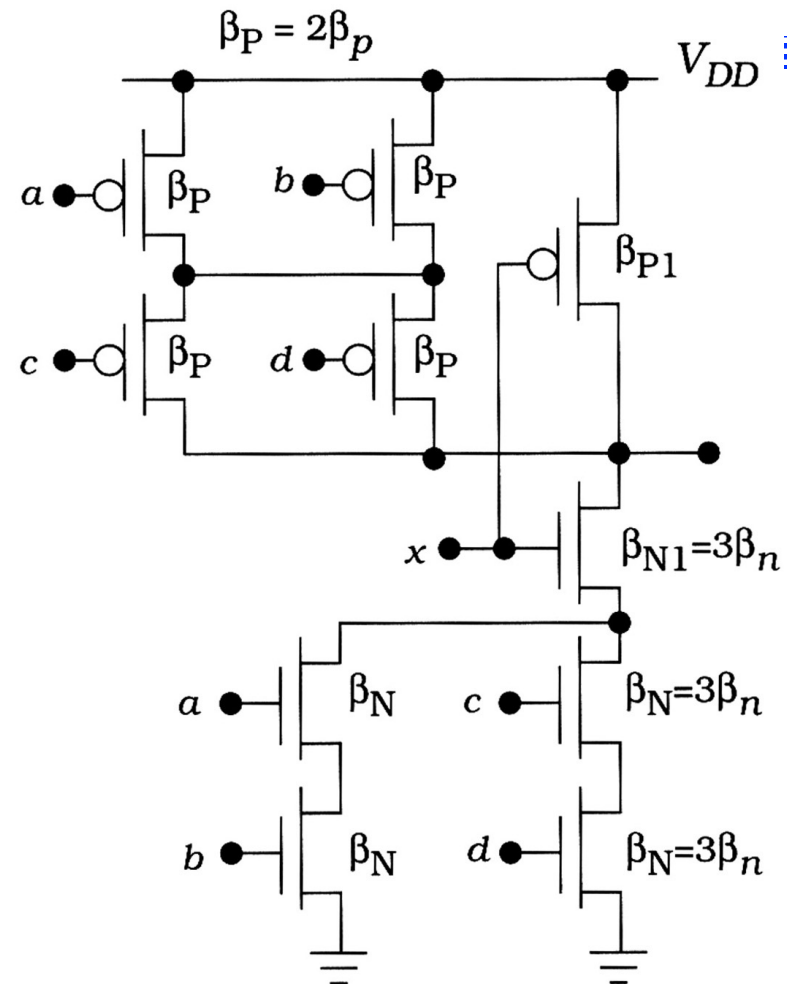 βP = 2βp
VDD
a βP b βP
βP1
c βP d βP
x βN1=3βn
a βN c βN=3βn
b βN d βN=3βn